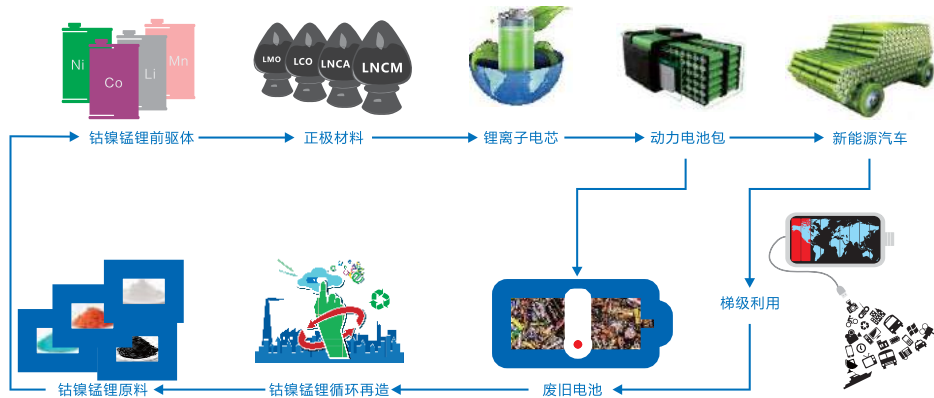 Ni
Co
Li
Mn
LMO
LCO
LNCA
LNCM
钴镍锰锂前驱体
正极材料
锂离子电芯
动力电池包
新能源汽车
梯级利用
钴镍锰锂原料
钴镍锰锂循环再造
废旧电池